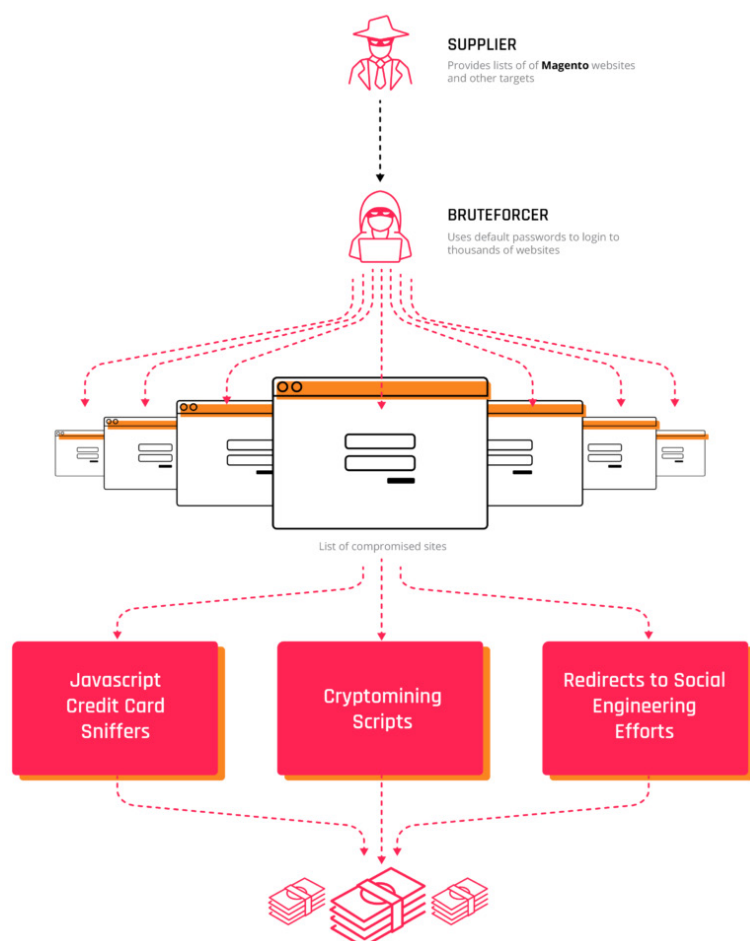 SUPPLIER
Provides lists of of Magento websites
and other targets
BRUTEFORCER
Uses default passwords to login to
thousands of websites
List of compromised sites
Javascript
Credit Card
Sniffers
Cryptomining
Scripts
Redirects to Social
Engineering
Efforts